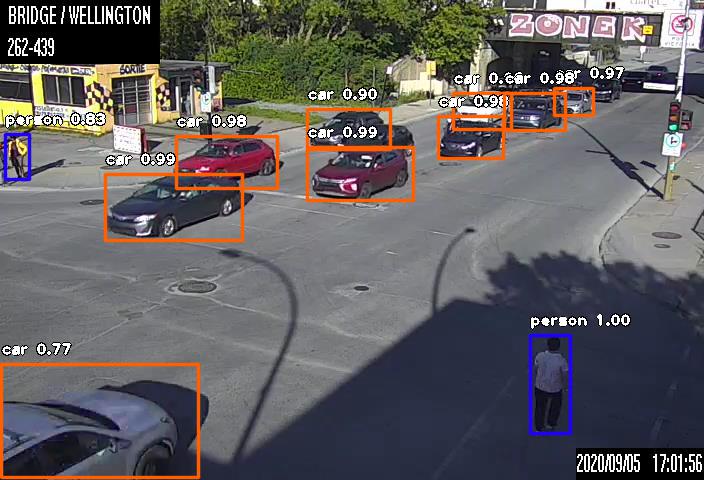 BRIDGE / WELLINGTON
262-439
ZONEK
SORTIE
person 0.83
car 0.98
car 0.99
car 0.90
car 0.99
car 0.98
car 0.98
0.97
car 0.77
person 1.00
2020/09/05 17:01:56